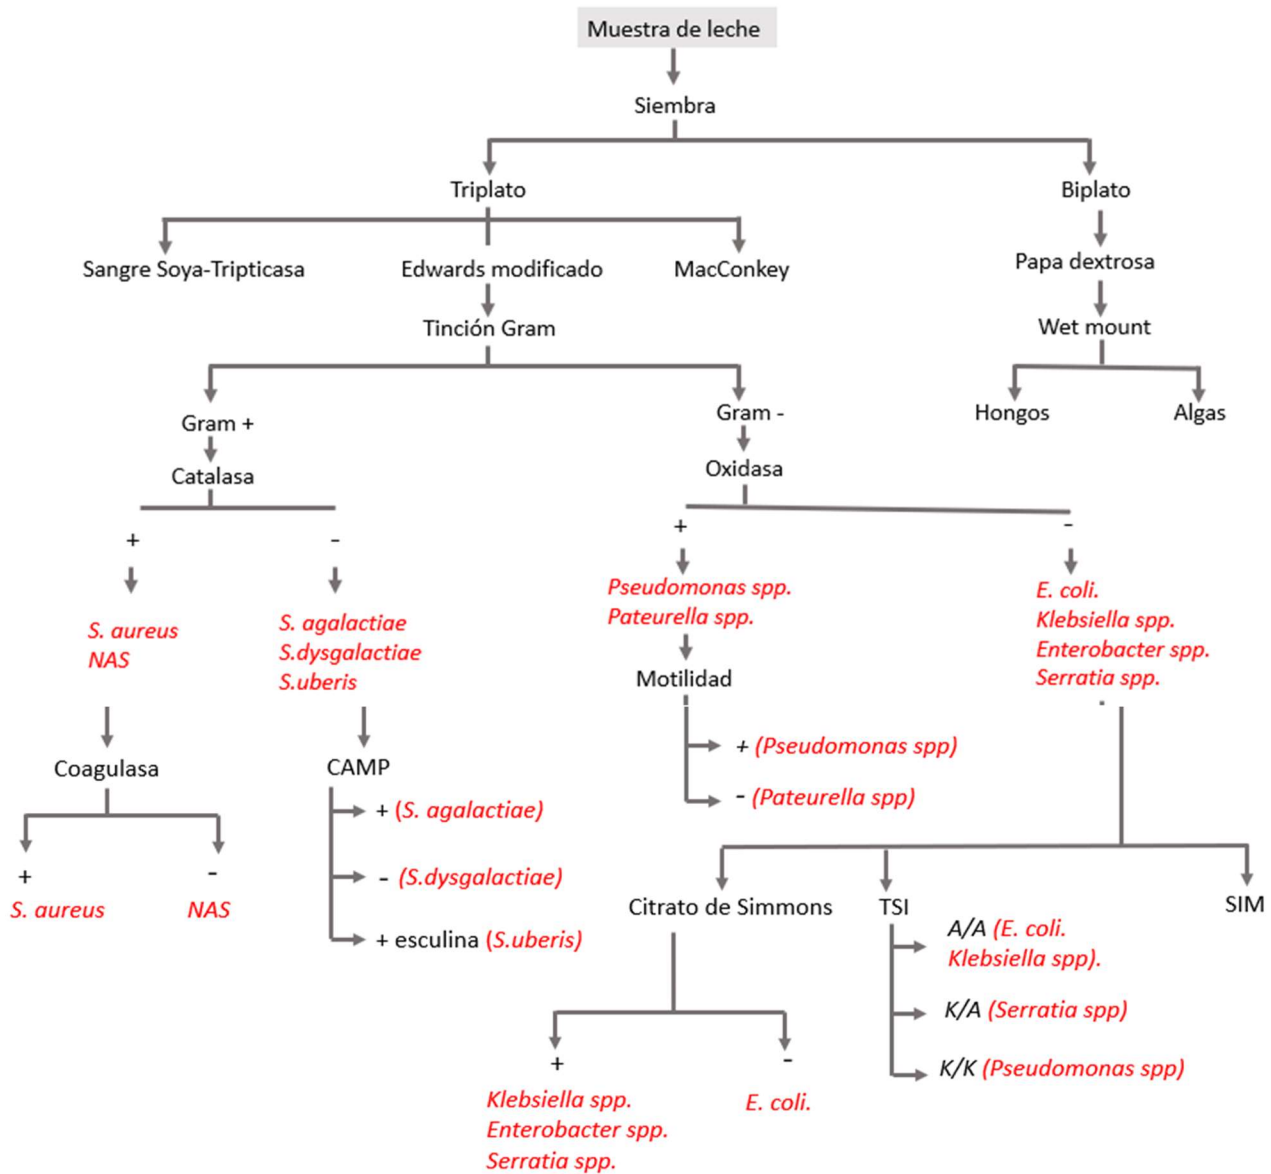 Muestra de leche
Siembra
Triplato
Biplato
Sangre Soya-Tripticasa
Edwards modificado
MacConkey
Papa dextrosa
Tinción Gram
Wet mount
Gram +
Gram -
Hongos
Algas
Catalasa
Oxidasa
+
-
+
-
S. aureus
NAS
S. agalactiae
S.dysgalactiae
S.uberis
Pseudomonas spp.
Pateurella spp.
E. coli.
Klebsiella spp.
Enterobacter spp.
Serratia spp.
Motilidad
+ (Pseudomonas spp)
- (Pateurella spp)
Coagulasa
CAMP
+ (S. agalactiae)
- (S.dysgalactiae)
+ esculina (S.uberis)
+
-
S. aureus
NAS
Citrato de Simmons
TSI
SIM
A/A (E. coli.
Klebsiella spp).
K/A (Serratia spp)
K/K (Pseudomonas spp)
+
-
Klebsiella spp.
Enterobacter spp.
Serratia spp.
E. coli.